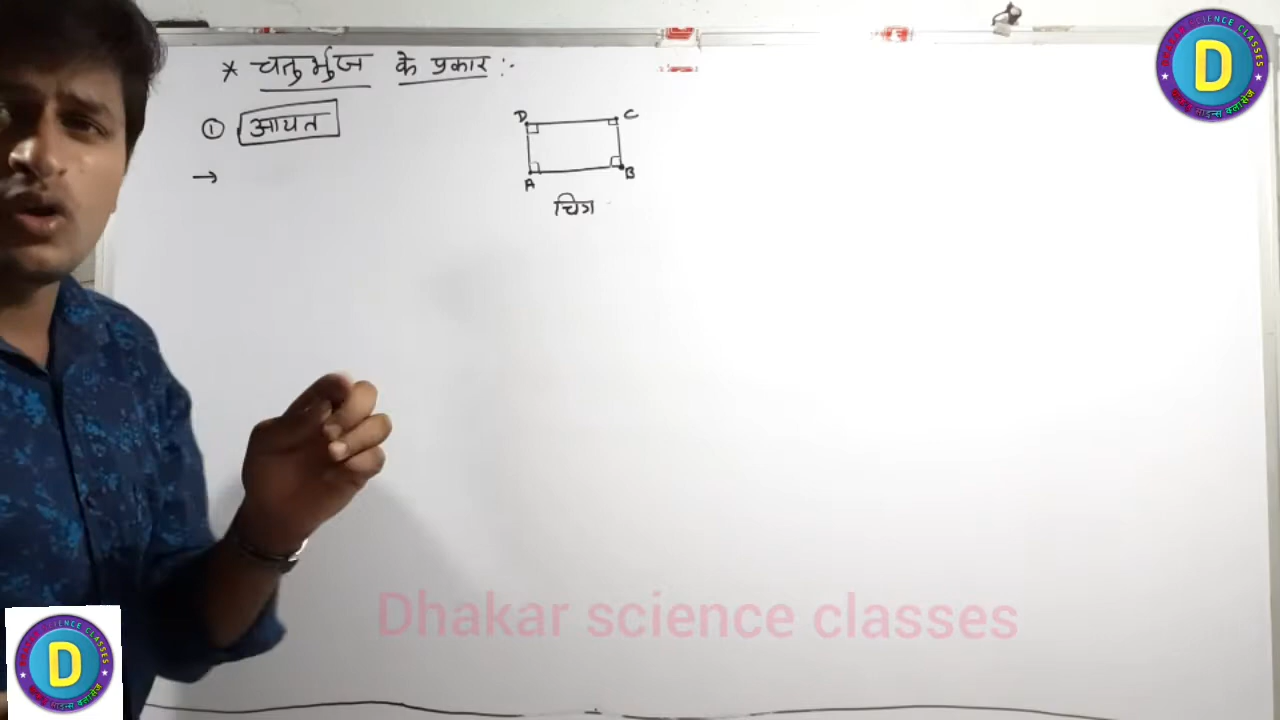 * चतुर्भुज के प्रकार :-
① आयत
→
D C
A B
चित्र
Dhakar science classes
D
D